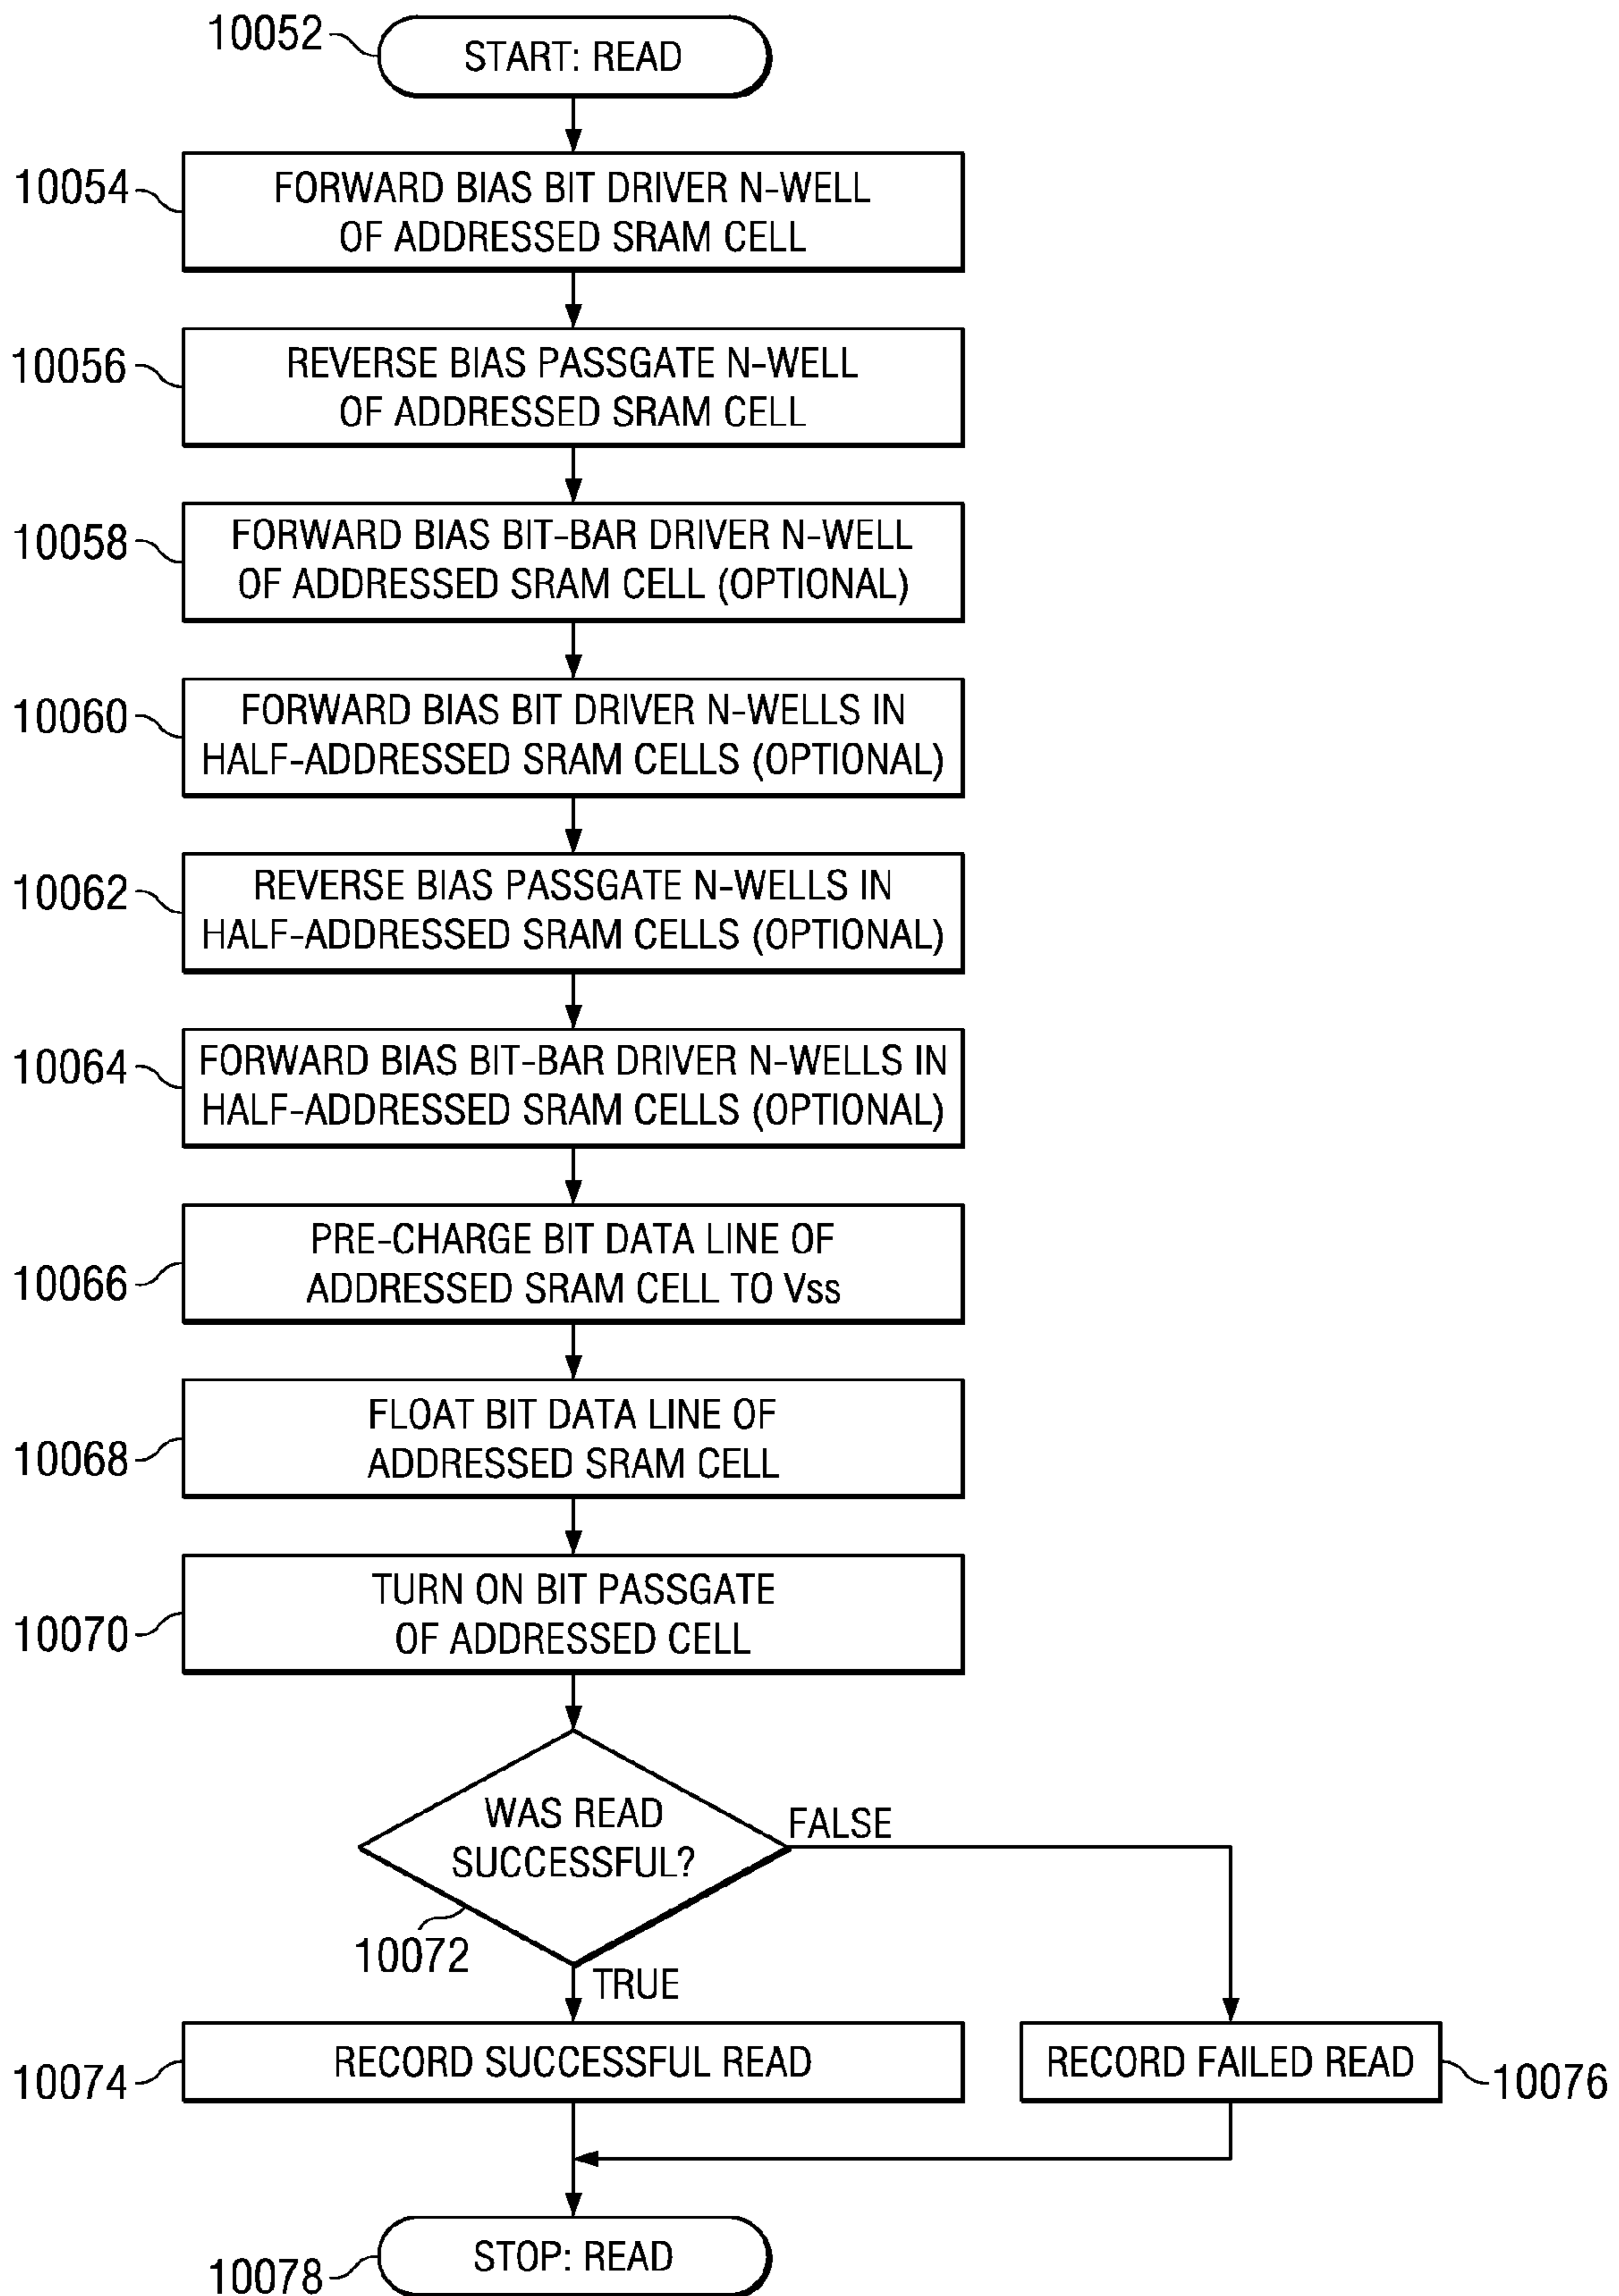 10052
START: READ
10054
FORWARD BIAS BIT DRIVER N-WELL
OF ADDRESSED SRAM CELL
10056
REVERSE BIAS PASSGATE N-WELL
OF ADDRESSED SRAM CELL
10058
FORWARD BIAS BIT-BAR DRIVER N-WELL
OF ADDRESSED SRAM CELL (OPTIONAL)
10060
FORWARD BIAS BIT DRIVER N-WELLS IN
HALF-ADDRESSED SRAM CELLS (OPTIONAL)
10062
REVERSE BIAS PASSGATE N-WELLS IN
HALF-ADDRESSED SRAM CELLS (OPTIONAL)
10064
FORWARD BIAS BIT-BAR DRIVER N-WELLS IN
HALF-ADDRESSED SRAM CELLS (OPTIONAL)
10066
PRE-CHARGE BIT DATA LINE OF
ADDRESSED SRAM CELL TO Vss
10068
FLOAT BIT DATA LINE OF
ADDRESSED SRAM CELL
10070
TURN ON BIT PASSGATE
OF ADDRESSED CELL
WAS READ
SUCCESSFUL?
FALSE
10072
TRUE
10074
RECORD SUCCESSFUL READ
RECORD FAILED READ
10076
10078
STOP: READ